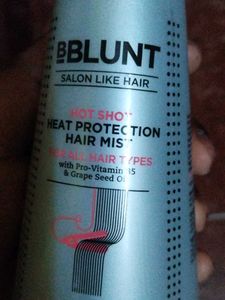 BBLUNT
SALON LIKE HAIR
HOT SHOT
HEAT PROTECTION
HAIR MIST
FOR ALL HAIR TYPES
with Pro-Vitamin B5
& Grape Seed Oil